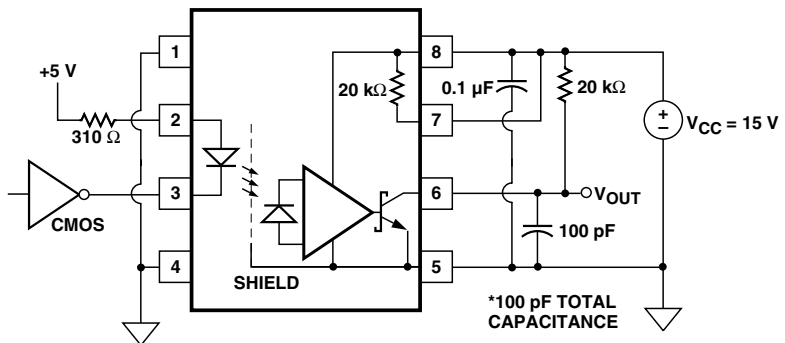 1
8
+5 V
20 kΩ
0.1 µF
20 kΩ
2
7
310 Ω
+
−
VCC = 15 V
3
6
VOUT
CMOS
100 pF
4
5
SHIELD
*100 pF TOTAL
CAPACITANCE